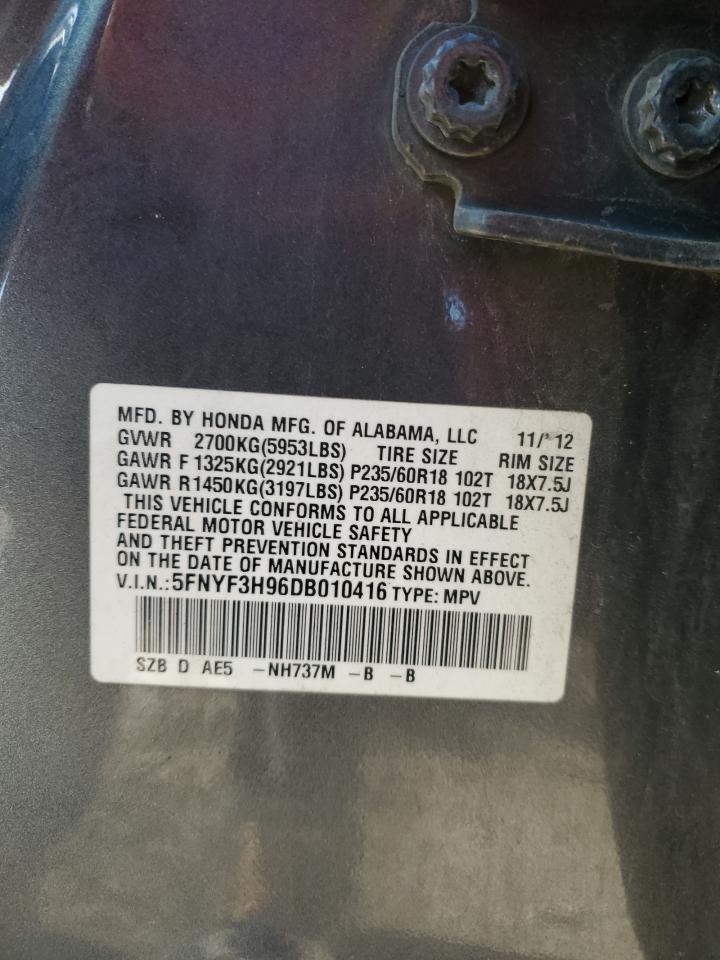 MFD. BY HONDA MFG. OF ALABAMA, LLC 11/'12
GVWR 2700KG(5953LBS) TIRE SIZE RIM SIZE
GAWR F 1325KG(2921LBS) P235/60R18 102T 18X7.5J
GAWR R 1450KG(3197LBS) P235/60R18 102T 18X7.5J
THIS VEHICLE CONFORMS TO ALL APPLICABLE
FEDERAL MOTOR VEHICLE SAFETY
AND THEFT PREVENTION STANDARDS IN EFFECT
ON THE DATE OF MANUFACTURE SHOWN ABOVE.
V.I.N.:5FNYF3H96DB010416 TYPE: MPV
SZB D AE5 -NH737M -B -B